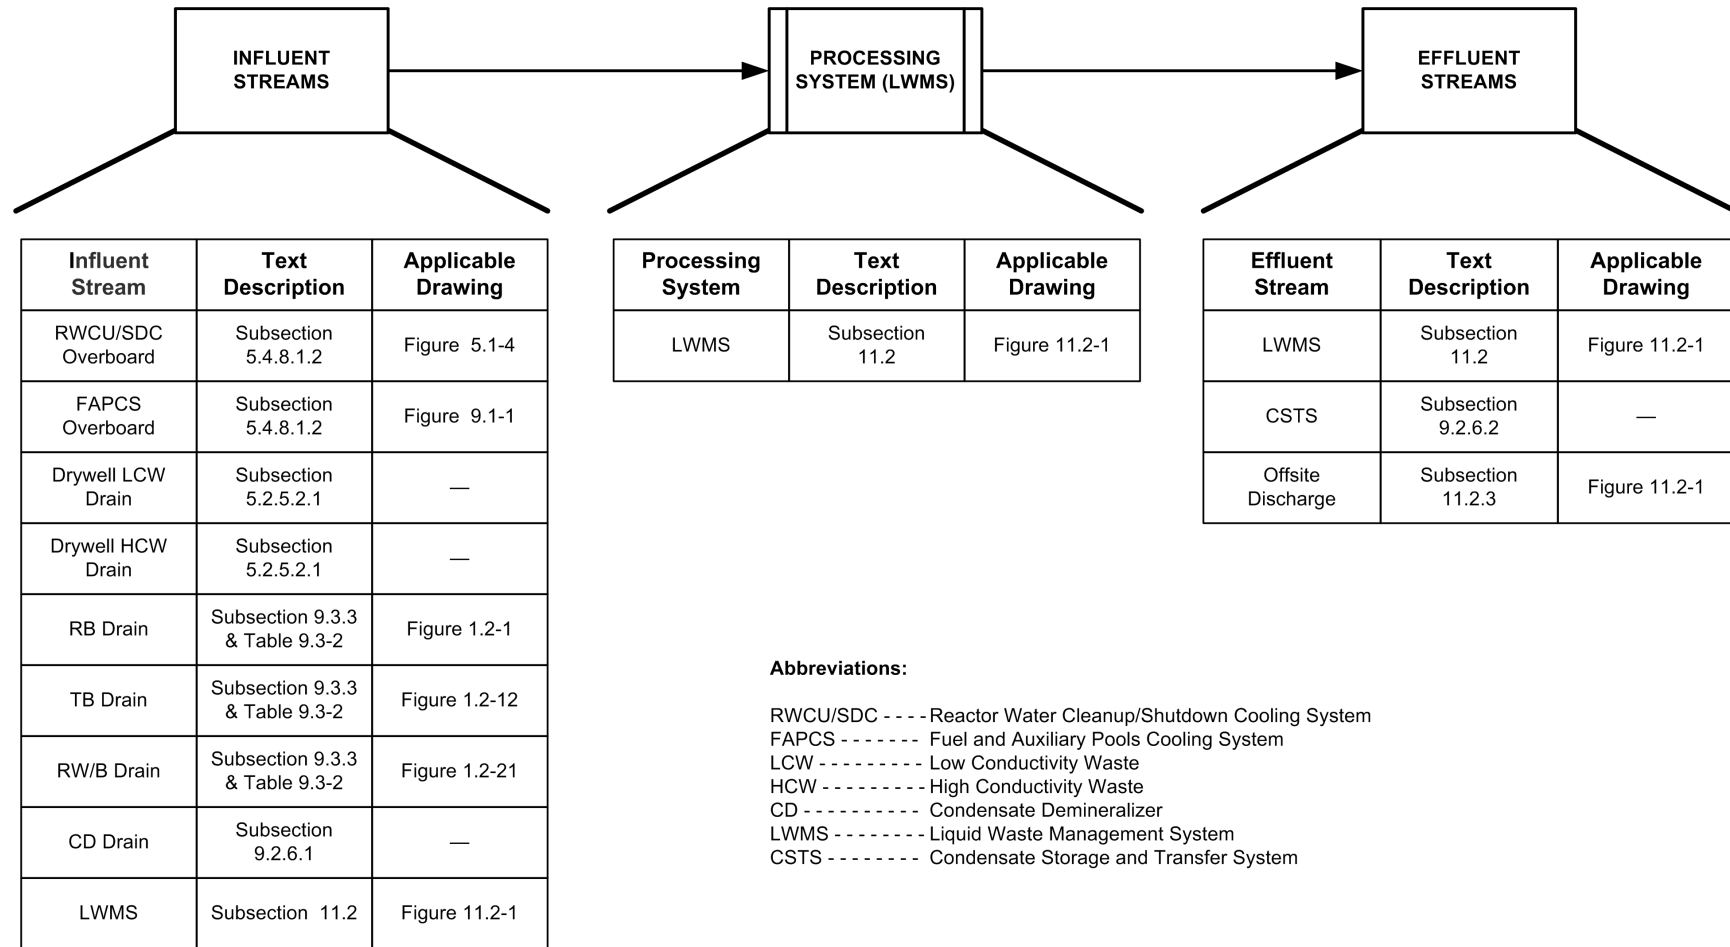 INFLUENT
STREAMS
PROCESSING
SYSTEM (LWMS)
EFFLUENT
STREAMS
Influent
Stream
Text
Description
Applicable
Drawing
RWCU/SDC
Overboard
Subsection
5.4.8.1.2
Figure 5.1-4
FAPCS
Overboard
Subsection
5.4.8.1.2
Figure 9.1-1
Drywell LCW
Drain
Subsection
5.2.5.2.1
—
Drywell HCW
Drain
Subsection
5.2.5.2.1
—
RB Drain
Subsection 9.3.3
& Table 9.3-2
Figure 1.2-1
TB Drain
Subsection 9.3.3
& Table 9.3-2
Figure 1.2-12
RW/B Drain
Subsection 9.3.3
& Table 9.3-2
Figure 1.2-21
CD Drain
Subsection
9.2.6.1
—
LWMS
Subsection 11.2
Figure 11.2-1
Processing
System
Text
Description
Applicable
Drawing
LWMS
Subsection
11.2
Figure 11.2-1
Effluent
Stream
Text
Description
Applicable
Drawing
LWMS
Subsection
11.2
Figure 11.2-1
CSTS
Subsection
9.2.6.2
—
Offsite
Discharge
Subsection
11.2.3
Figure 11.2-1
Abbreviations:
RWCU/SDC - - - - Reactor Water Cleanup/Shutdown Cooling System
FAPCS - - - - - - - Fuel and Auxiliary Pools Cooling System
LCW - - - - - - - - - Low Conductivity Waste
HCW - - - - - - - - - High Conductivity Waste
CD - - - - - - - - - - Condensate Demineralizer
LWMS - - - - - - - - Liquid Waste Management System
CSTS - - - - - - - - Condensate Storage and Transfer System